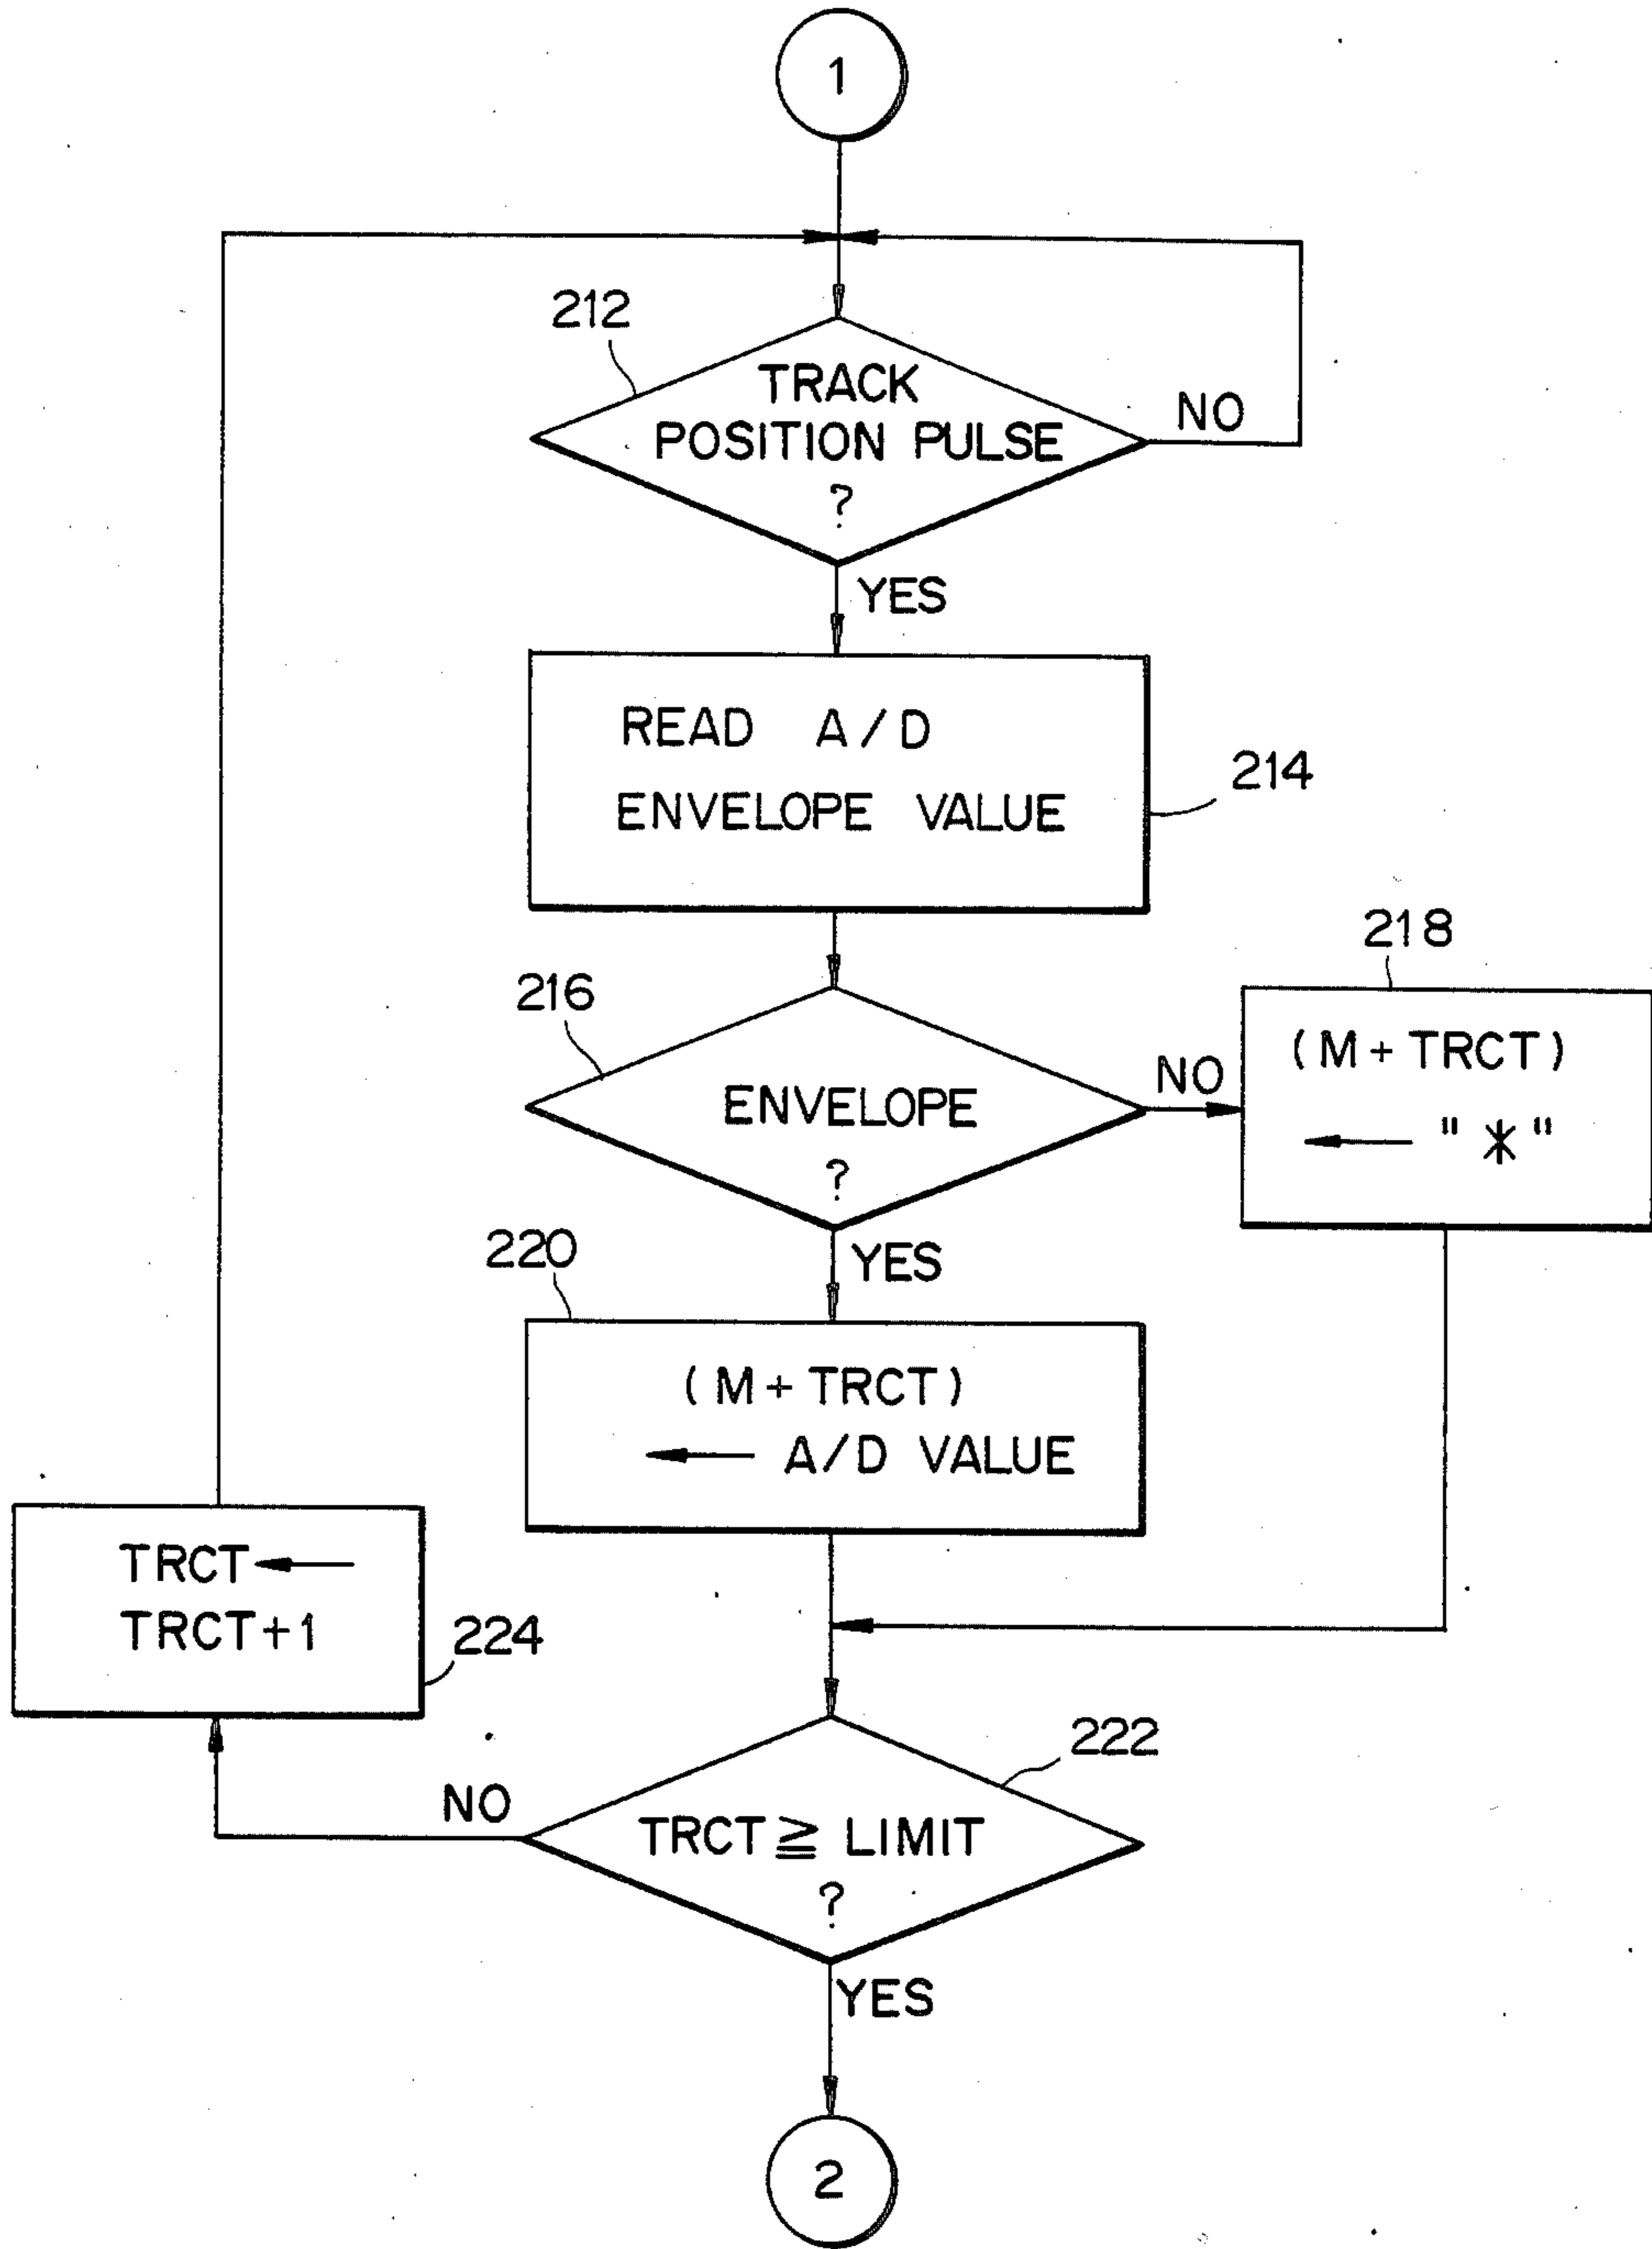 1
212
TRACK
POSITION PULSE
?
NO
YES
READ A/D
ENVELOPE VALUE
214
216
ENVELOPE
?
NO
218
(M + TRCT)
← "*"
YES
220
(M + TRCT)
← A/D VALUE
TRCT ←
TRCT+1
224
222
TRCT ≧ LIMIT
?
NO
YES
2